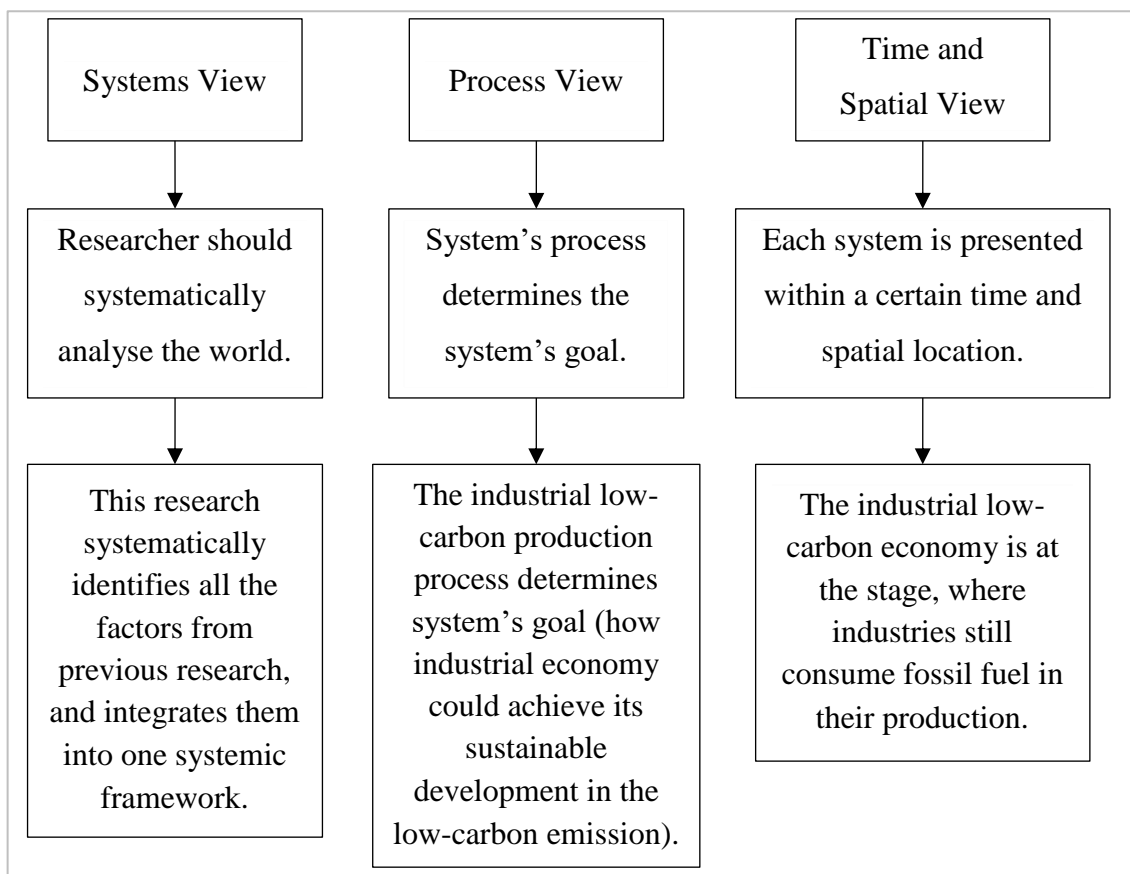 Systems View
Researcher should
systematically
analyse the world.
This research
systematically
identifies all the
factors from
previous research,
and integrates them
into one systemic
framework.
Process View
System’s process
determines the
system’s goal.
The industrial low-
carbon production
process determines
system’s goal (how
industrial economy
could achieve its
sustainable
development in the
low-carbon emission).
Time and
Spatial View
Each system is presented
within a certain time and
spatial location.
The industrial low-
carbon economy is at
the stage, where
industries still
consume fossil fuel in
their production.